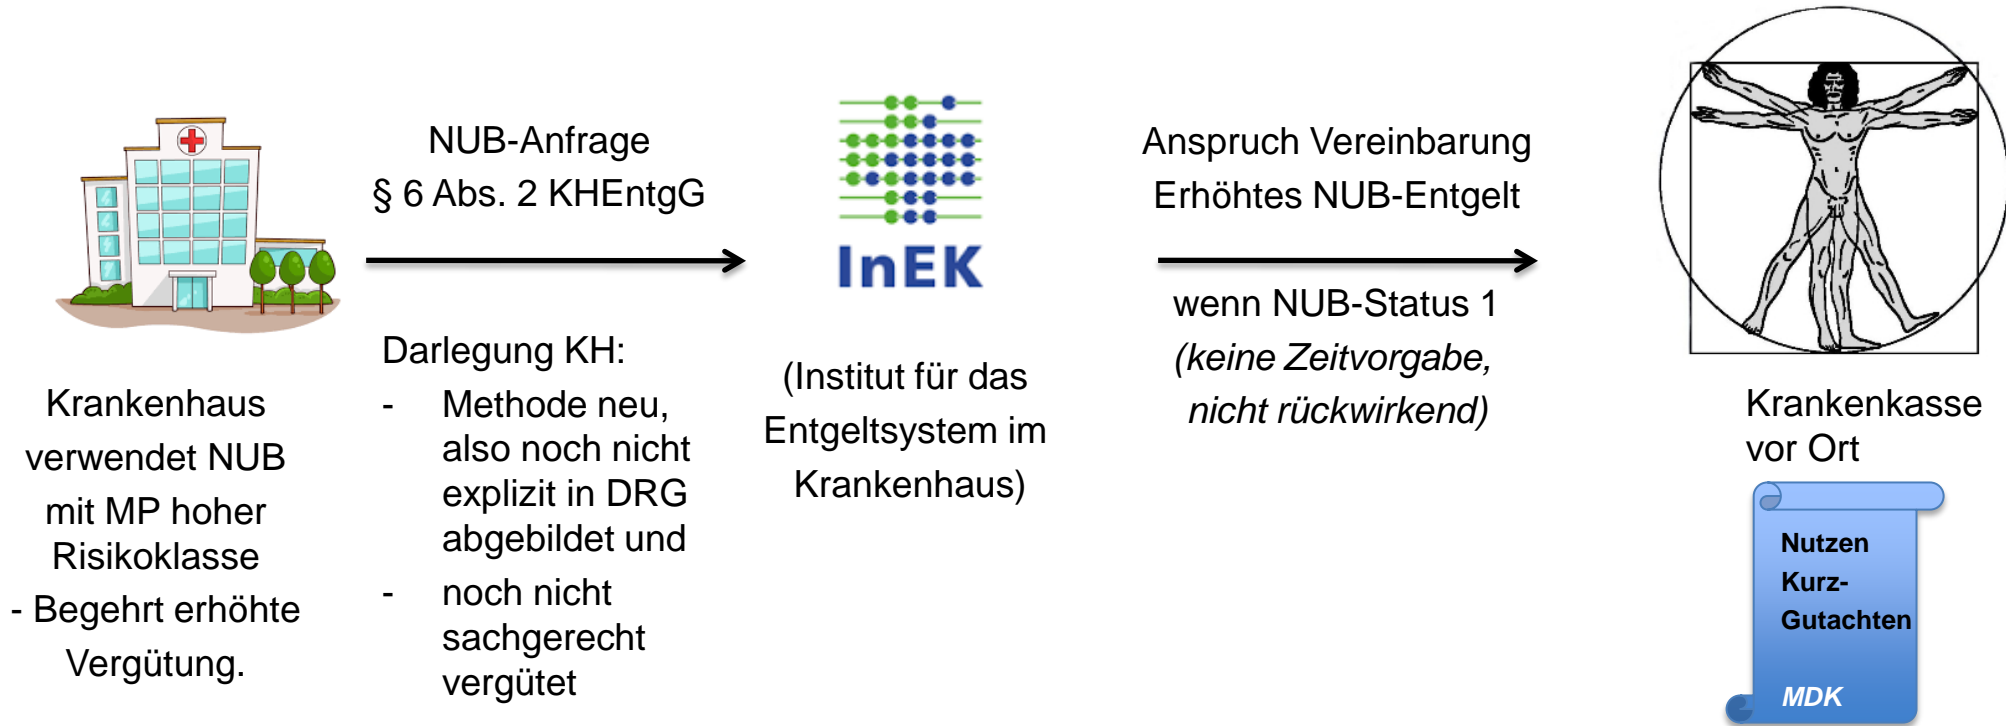 Krankenhaus
verwendet NUB
mit MP hoher
Risikoklasse
- Begehrt erhöhte
Vergütung.
NUB-Anfrage
§ 6 Abs. 2 KHEntgG
Darlegung KH:
- Methode neu,
also noch nicht
explizit in DRG
abgebildet und
- noch nicht
sachgerecht
vergütet
InEK
(Institut für das
Entgeltsystem im
Krankenhaus)
Anspruch Vereinbarung
Erhöhtes NUB-Entgelt
wenn NUB-Status 1
(keine Zeitvorgabe,
nicht rückwirkend)
Krankenkasse
vor Ort
Nutzen
Kurz-
Gutachten
MDK